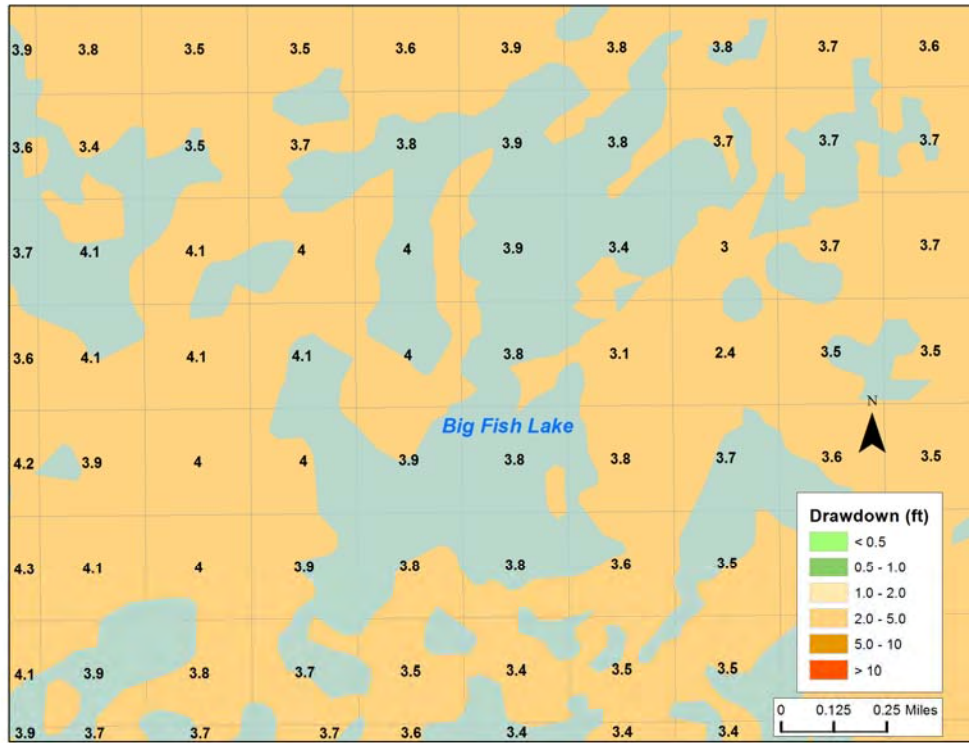 3.9 3.8 3.5 3.5 3.6 3.9 3.8 3.8 3.7 3.6
3.6 3.4 3.5 3.7 3.8 3.9 3.8 3.7 3.7 3.7
3.7 4.1 4.1 4 4 3.9 3.4 3 3.7 3.7
3.6 4.1 4.1 4.1 4 3.8 3.1 2.4 3.5 3.5
N
Big Fish Lake
4.2 3.9 4 4 3.9 3.8 3.8 3.7 3.6 3.5
4.3 4.1 4 3.9 3.8 3.8 3.6 3.5
4.1 3.9 3.8 3.7 3.5 3.4 3.5 3.5
3.9 3.7 3.7 3.7 3.6 3.4 3.4 3.4
Drawdown (ft)
< 0.5
0.5 - 1.0
1.0 - 2.0
2.0 - 5.0
5.0 - 10
> 10
0 0.125 0.25 Miles